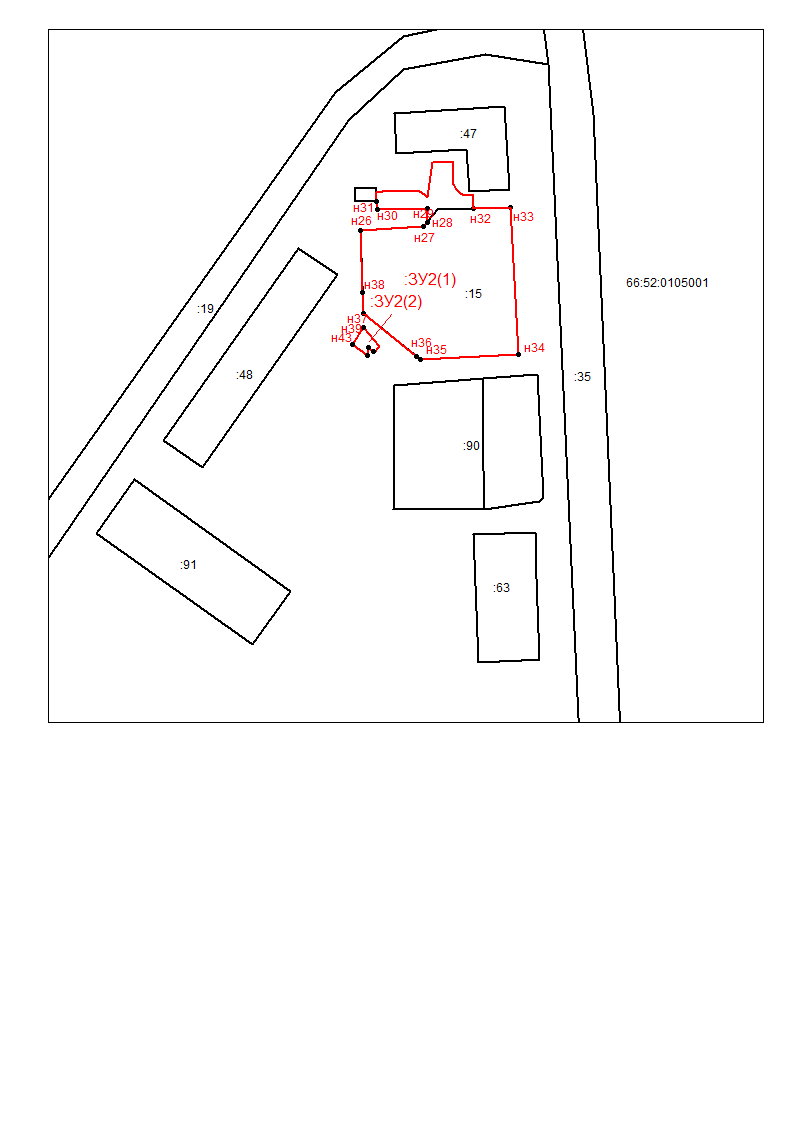 :47
н31
н30
н29
н28
н32
н33
н26
н27
:ЗУ2(1)
66:52:0105001
н38
:15
:ЗУ2(2)
:19
н37
н39
н43
н36
н35
н34
:48
:35
:90
:91
:63